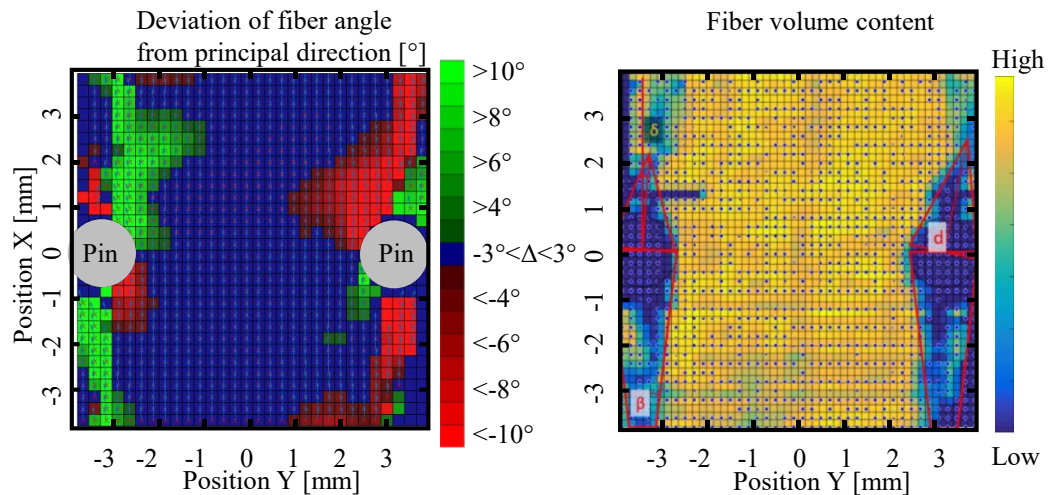 Deviation of fiber angle
from principal direction [°]
Fiber volume content
>10°
>8°
>6°
>4°
-3°<Δ<3°
<-4°
<-6°
<-8°
<-10°
High
Low
Position X [mm]
3
2
1
0
-1
-2
-3
Pin
Pin
-3
-2
-1
0
1
2
3
Position Y [mm]
3
2
1
0
-1
-2
-3
δ
d
β
-3
-2
-1
0
1
2
3
Position Y [mm]